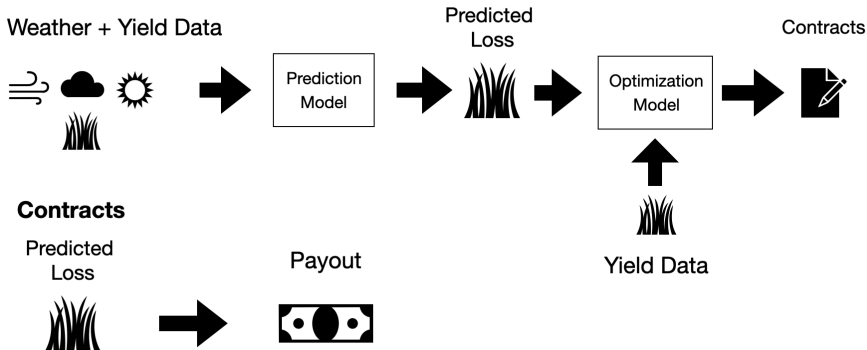 Weather + Yield Data
Prediction
Model
Predicted
Loss
Optimization
Model
Contracts
Yield Data
Contracts
Predicted
Loss
Payout